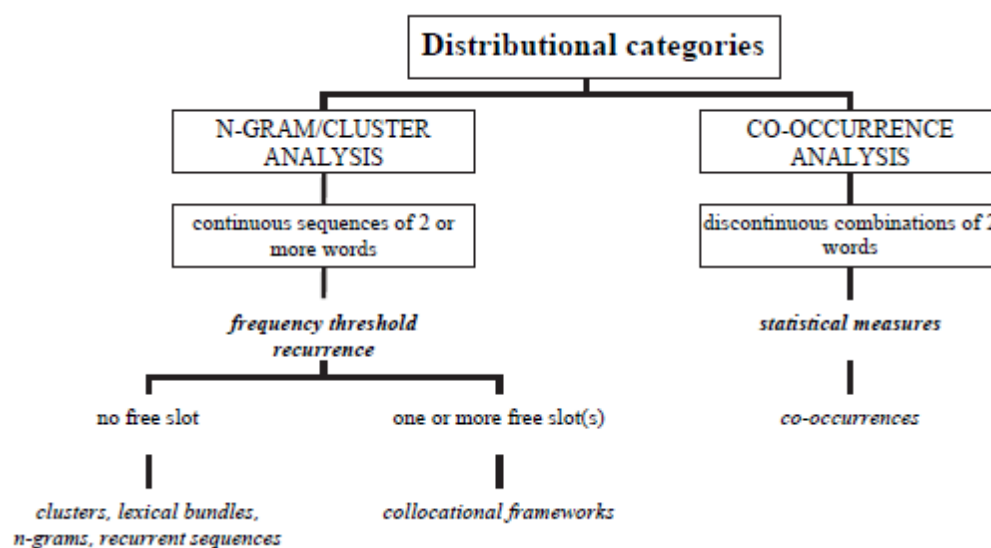 Distributional categories
N-GRAM/CLUSTER
ANALYSIS
CO-OCCURRENCE
ANALYSIS
continuous sequences of 2 or
more words
discontinuous combinations of 2
words
frequency threshold
recurrence
statistical measures
no free slot
one or more free slot(s)
co-occurrences
clusters, lexical bundles,
n-grams, recurrent sequences
collocational frameworks